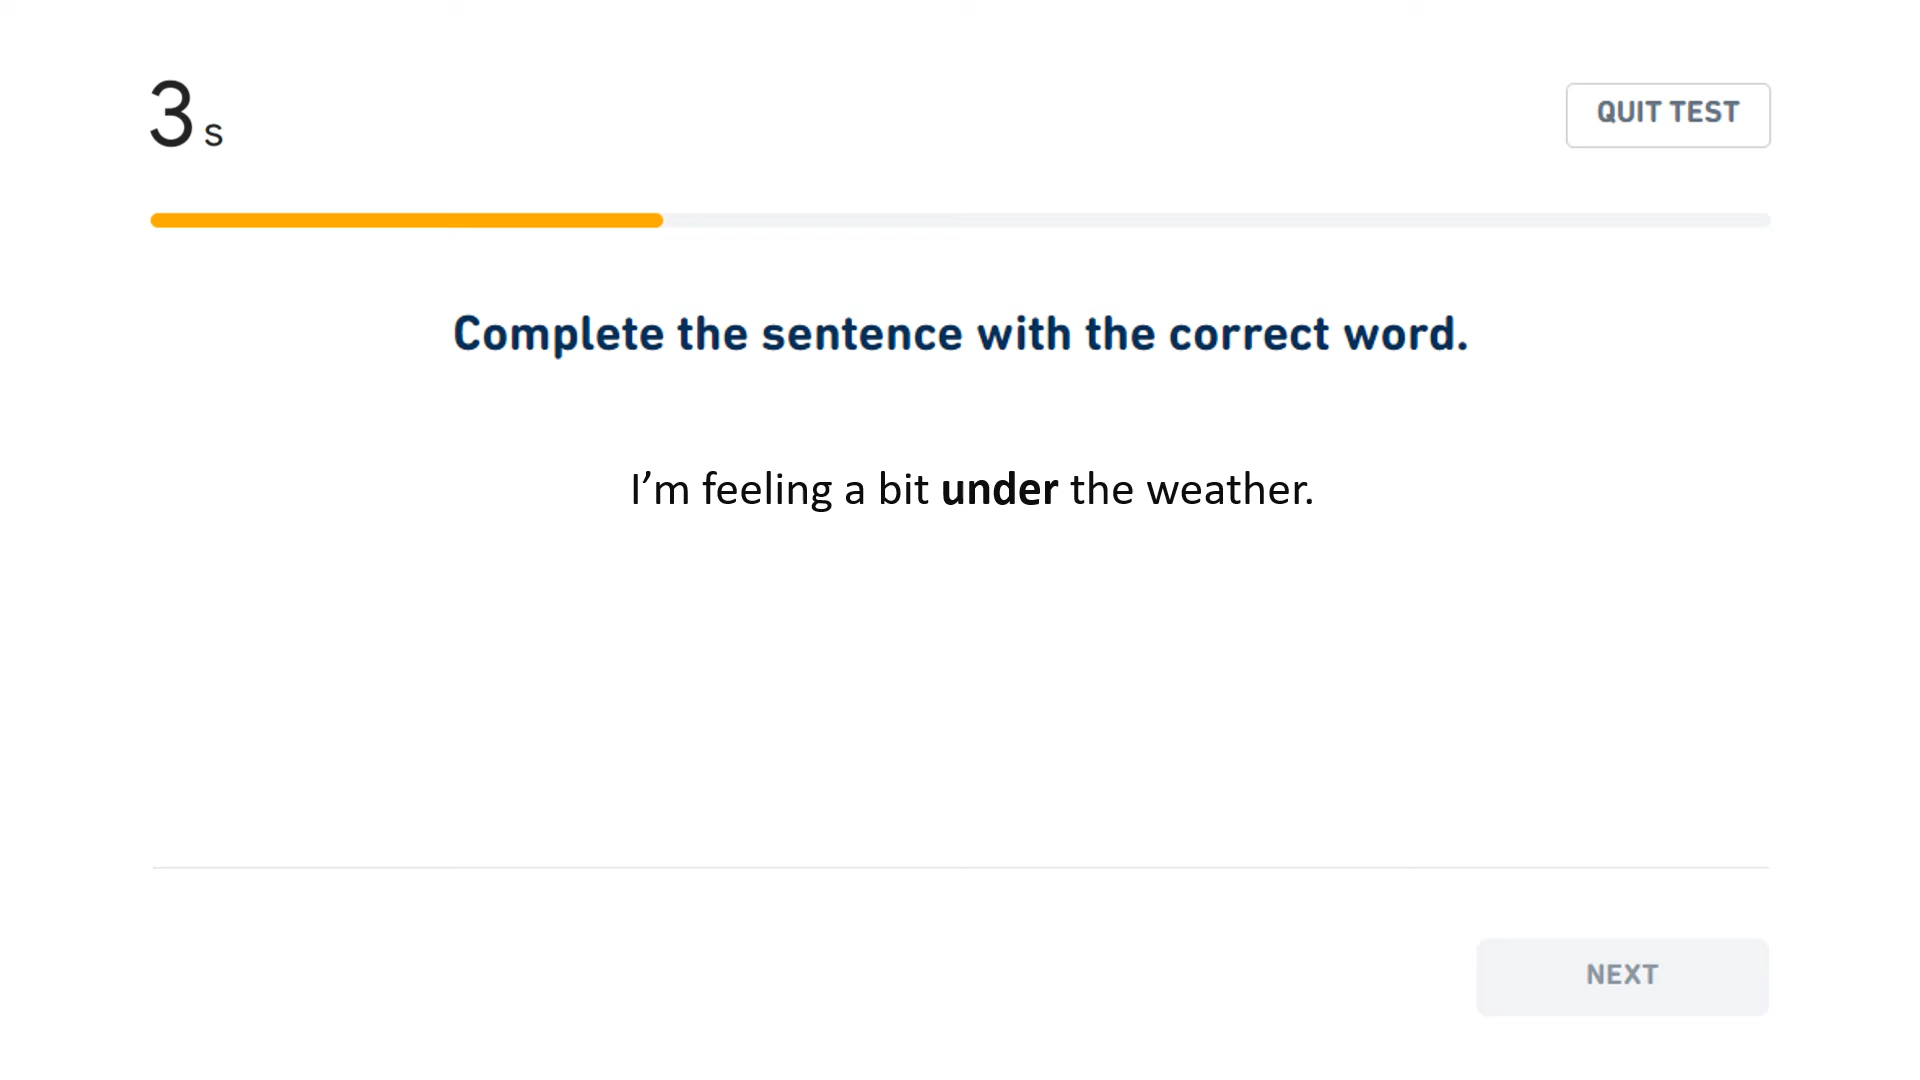 3 s
QUIT TEST
Complete the sentence with the correct word.
I’m feeling a bit under the weather.
NEXT